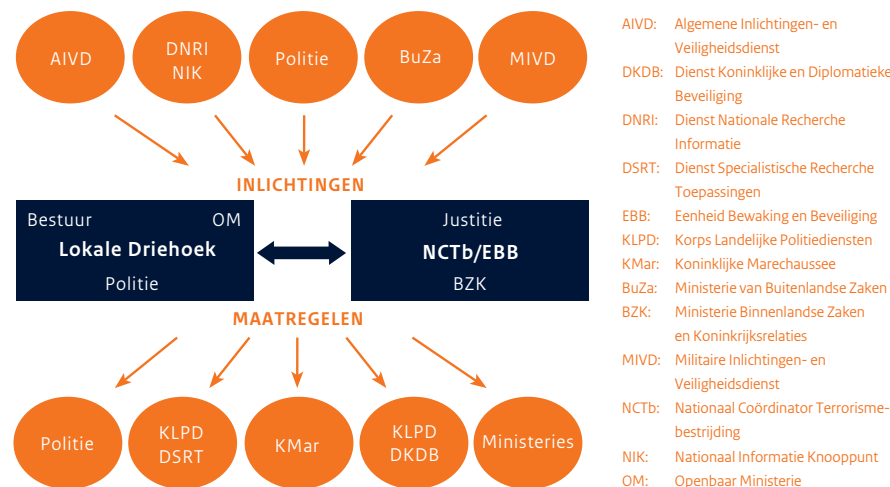 AIVD
DNRI
NIK
Politie
BuZa
MIVD
INLICHTINGEN
Bestuur OM
Lokale Driehoek
Politie
Justitie
NCTb/EBB
BZK
MAATREGELEN
Politie
KLPD
DSRT
KMar
KLPD
DKDB
Ministeries
AIVD: Algemene Inlichtingen- en
Veiligheidsdienst
DKDB: Dienst Koninklijke en Diplomatieke
Beveiliging
DNRI: Dienst Nationale Recherche
Informatie
DSRT: Dienst Specialistische Recherche
Toepassingen
EBB: Eenheid Bewaking en Beveiliging
KLPD: Korps Landelijke Politiediensten
KMar: Koninklijke Marechaussee
BuZa: Ministerie van Buitenlandse Zaken
BZK: Ministerie Binnenlandse Zaken
en Koninkrijksrelaties
MIVD: Militaire Inlichtingen- en
Veiligheidsdienst
NCTb: Nationaal Coördinator Terrorisme-
bestrijding
NIK: Nationaal Informatie Knooppunt
OM: Openbaar Ministerie